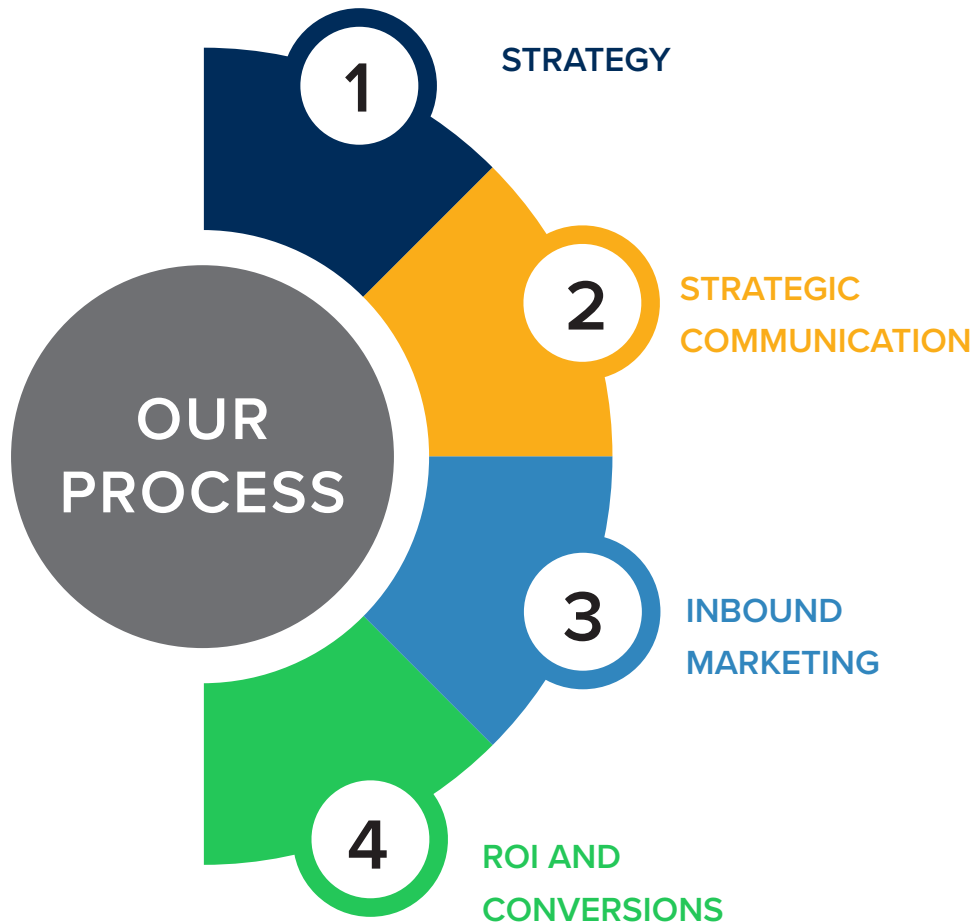 OUR
PROCESS
1
STRATEGY
2
STRATEGIC
COMMUNICATION
3
INBOUND
MARKETING
4
ROI AND
CONVERSIONS